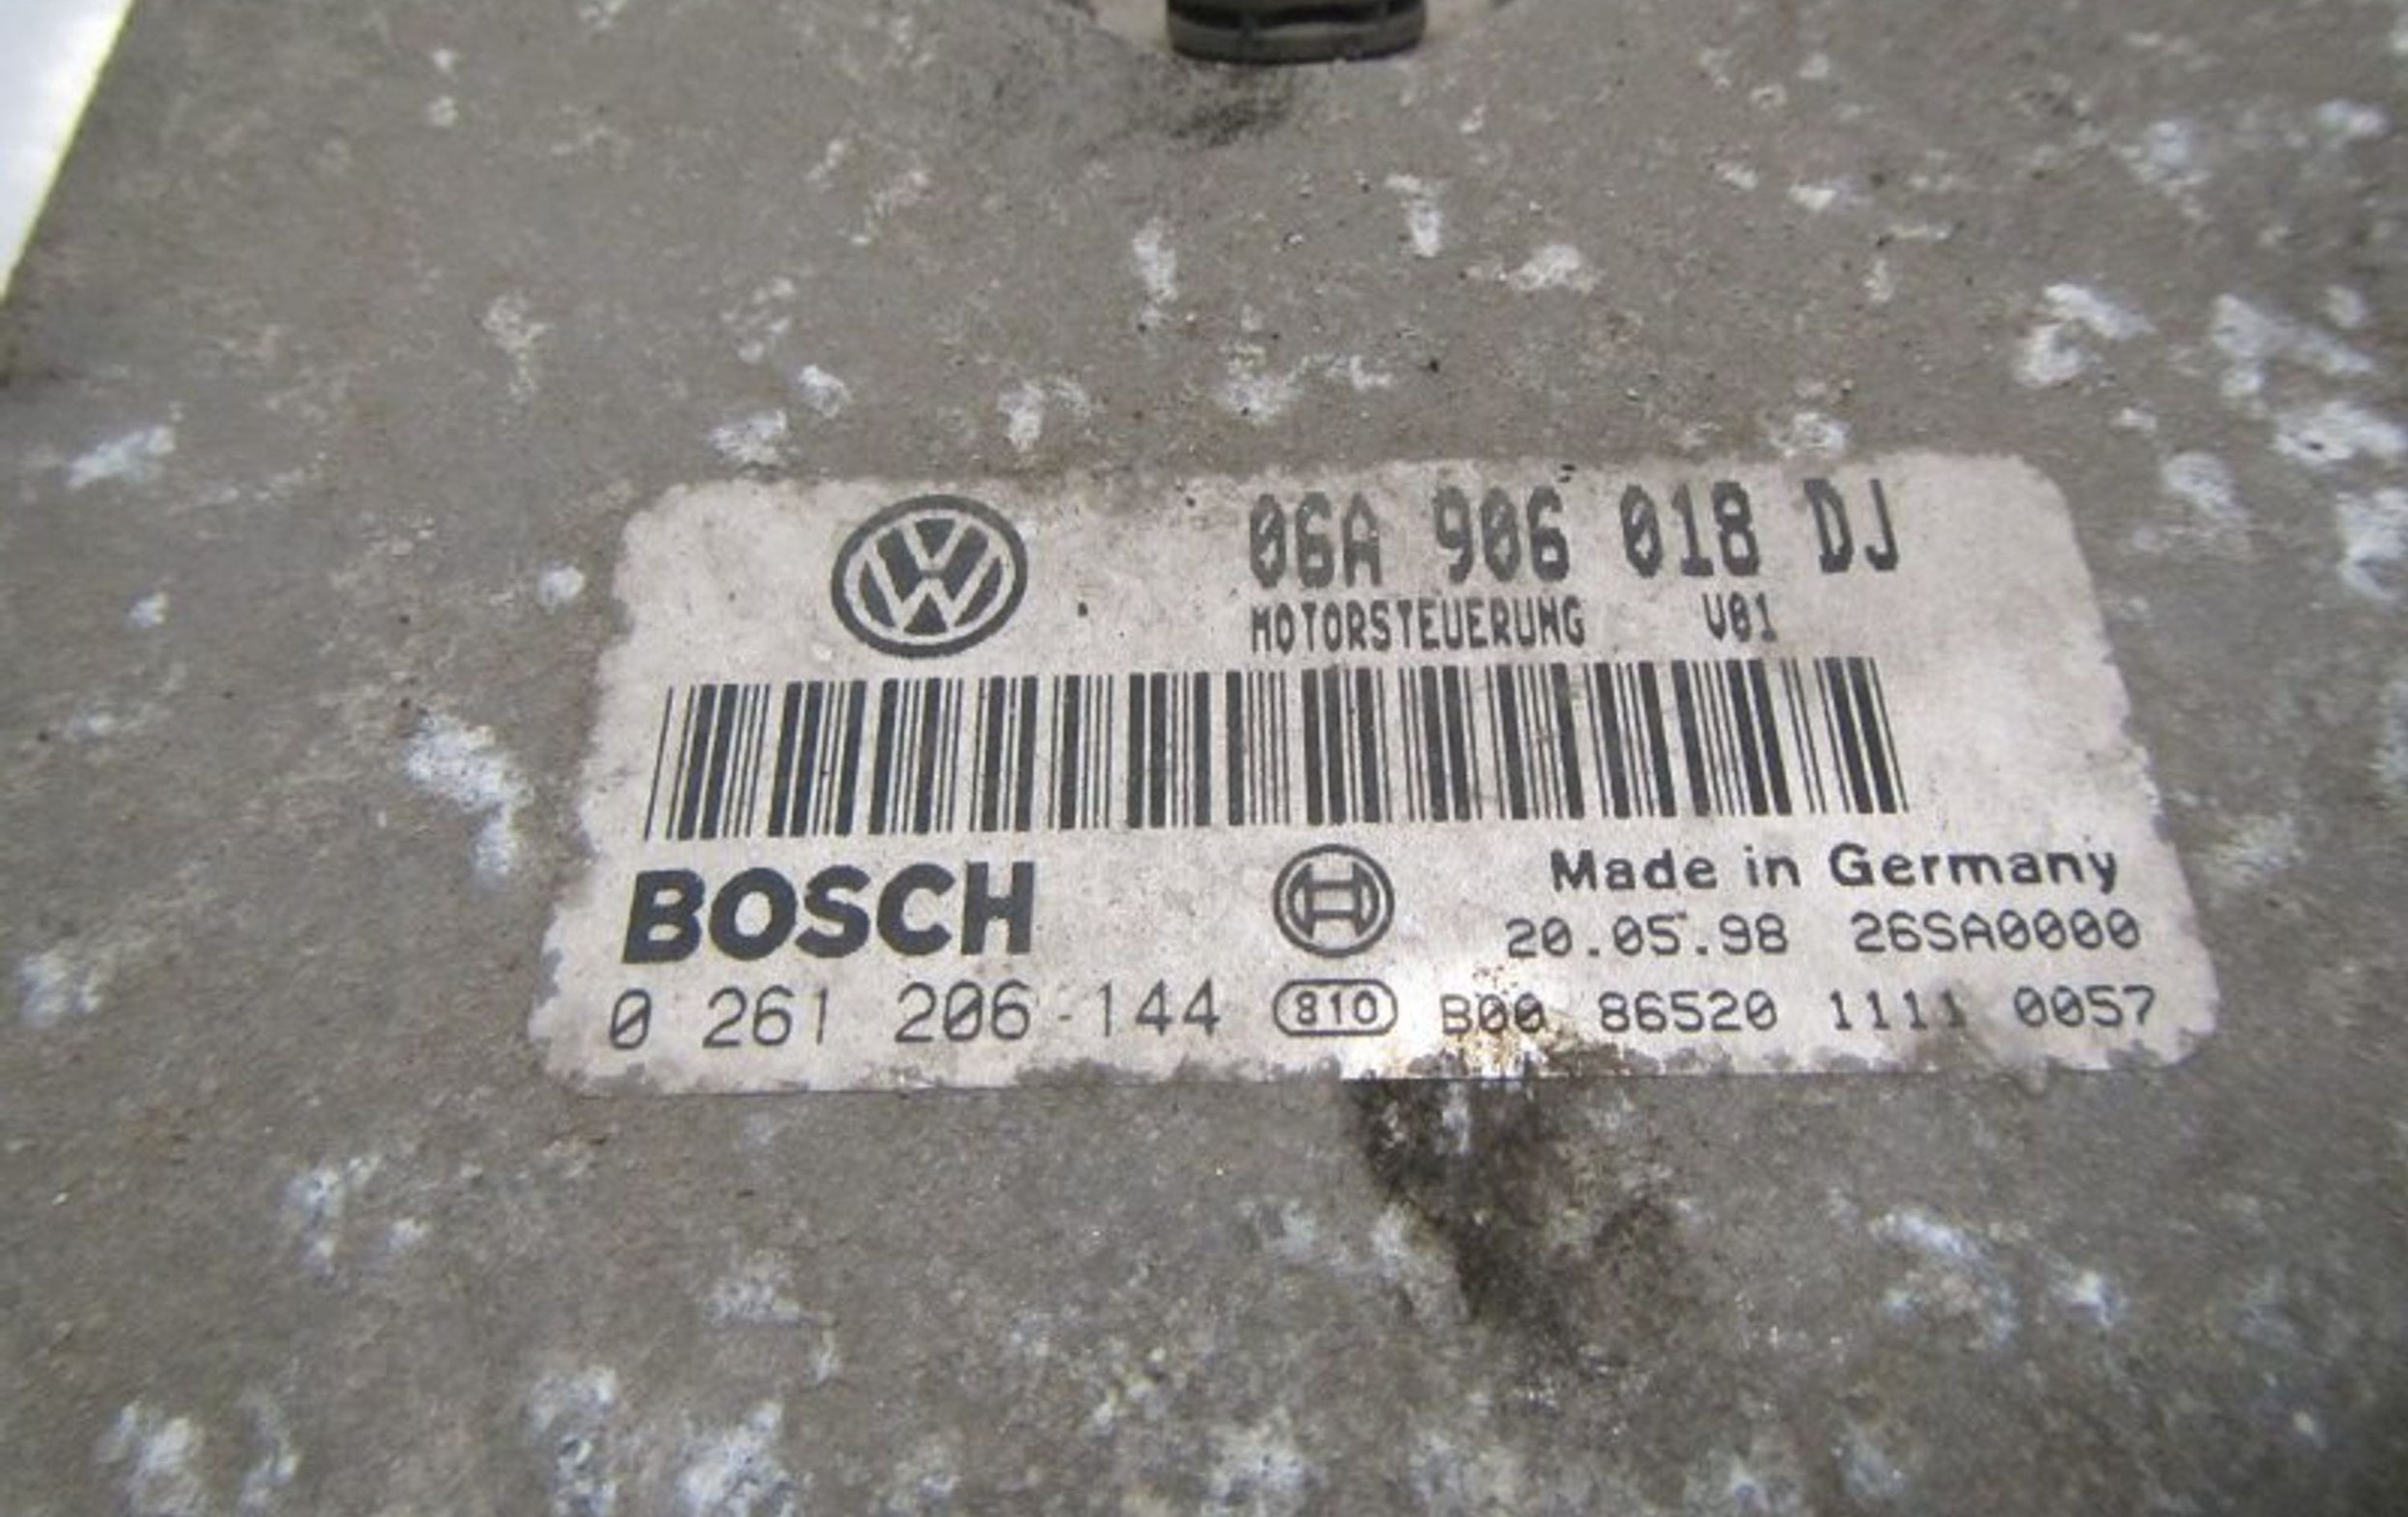 06A 906 018 DJ
MOTORSTEUERUNG V01
BOSCH
Made in Germany
20.05.98 26SA0000
0 261 206 144 810 B00 86520 1111 0057